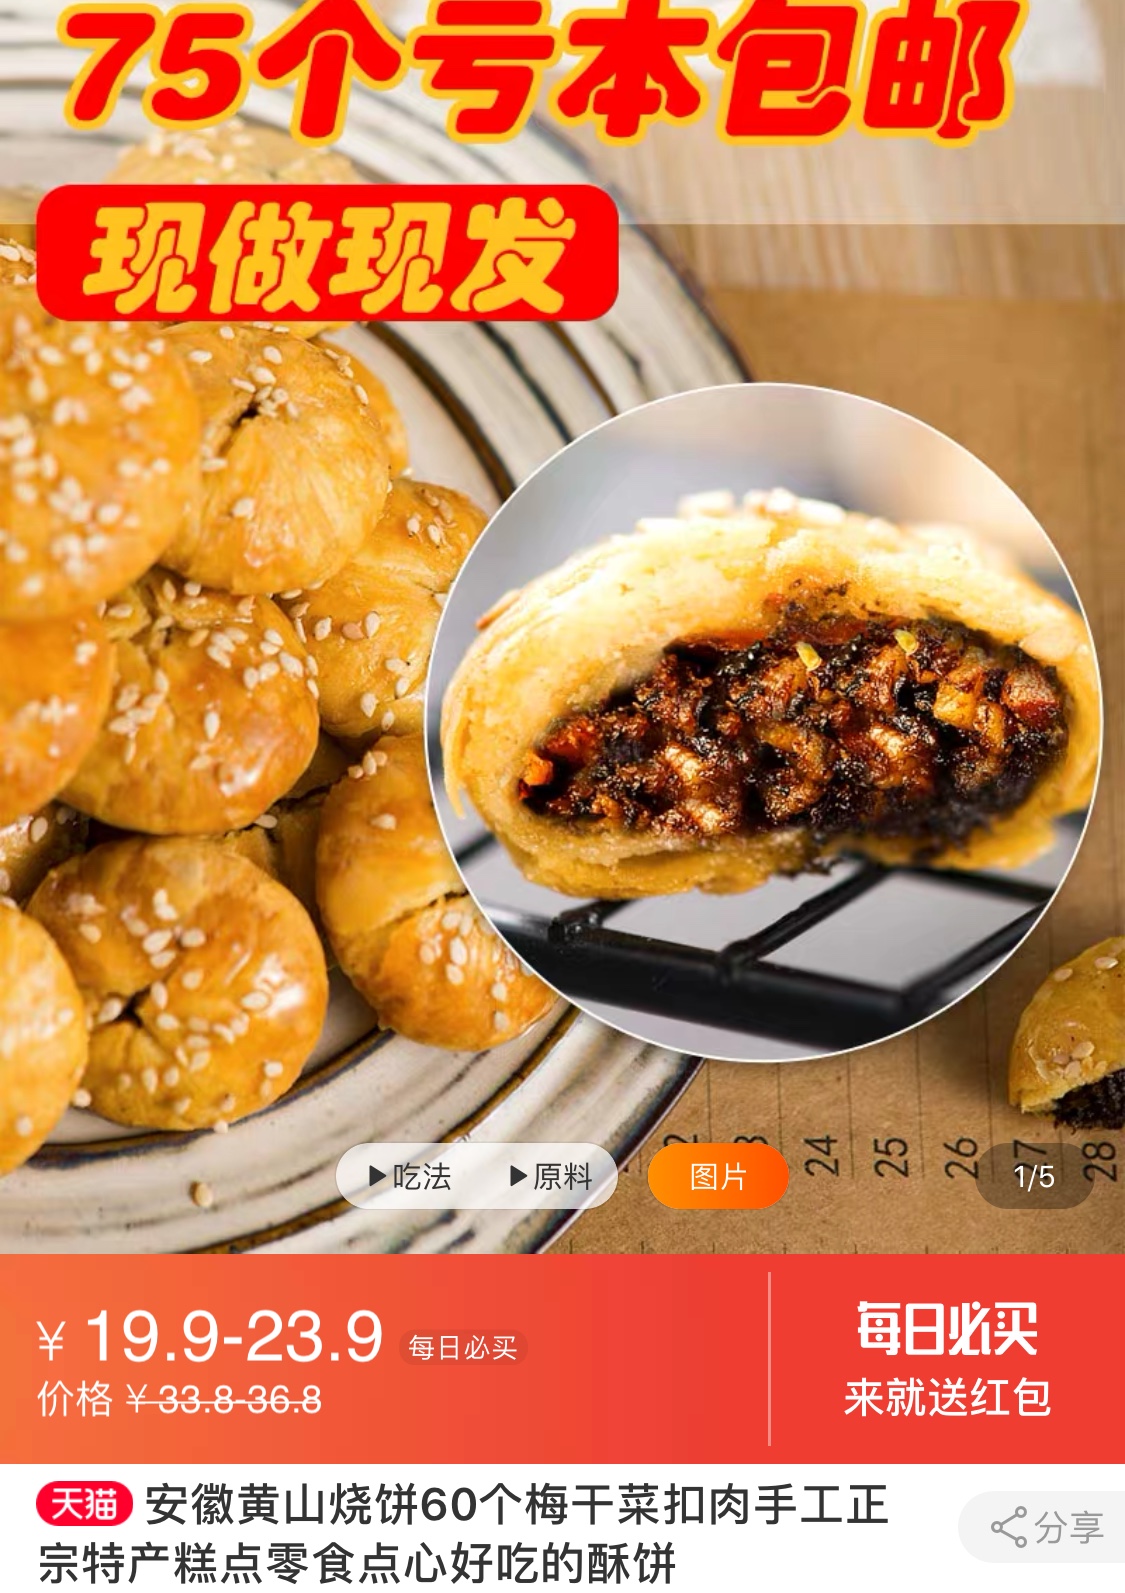 75个亏本包邮
现做现发
24 25 26 27 28
吃法 原料 图片 1/5
¥ 19.9-23.9 每日必买
价格 ¥ 33.8-36.8
每日必买
来就送红包
天猫 安徽黄山烧饼60个梅干菜扣肉手工正
宗特产糕点零食点心好吃的酥饼
分享